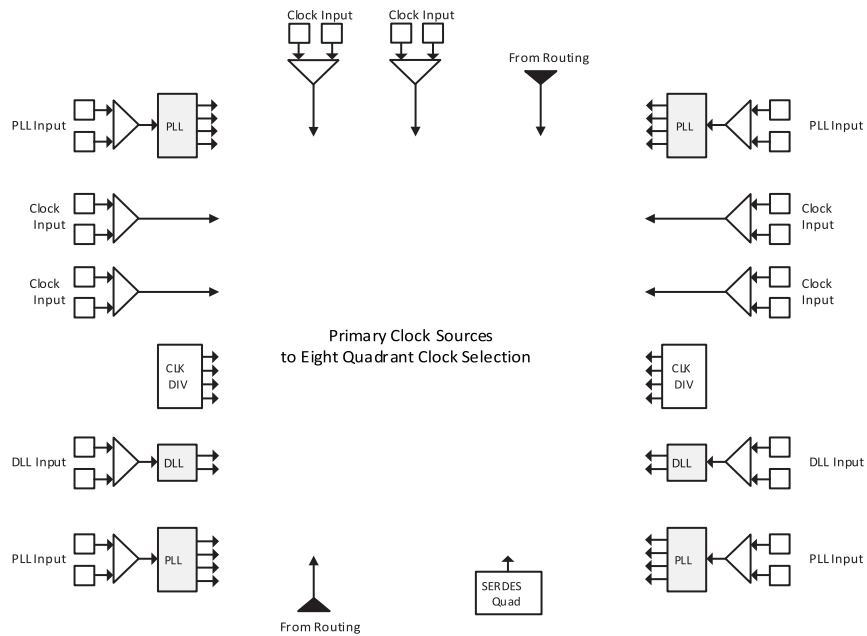 Clock Input
Clock Input
From Routing
PLL Input
PLL
PLL
PLL Input
Clock
Input
Clock
Input
Clock
Input
Clock
Input
Primary Clock Sources
to Eight Quadrant Clock Selection
CLK
DIV
CLK
DIV
DLL Input
DLL
DLL
DLL Input
PLL Input
PLL
PLL
PLL Input
SERDES
Quad
From Routing